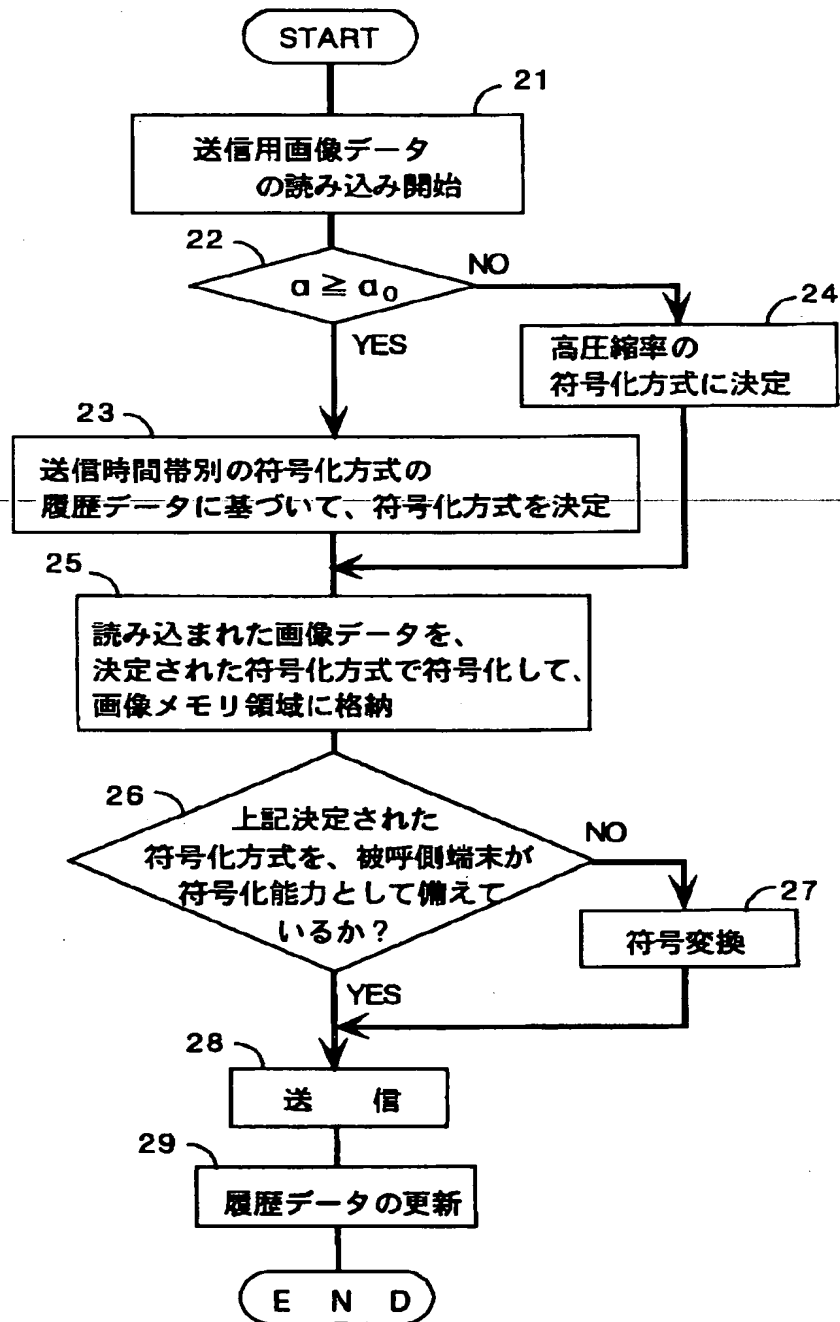 START
21
送信用画像データ
の読み込み開始
22
α ≧ α₀
NO
YES
24
高圧縮率の
符号化方式に決定
23
送信時間帯別の符号化方式の
履歴データに基づいて、符号化方式を決定
25
読み込まれた画像データを、
決定された符号化方式で符号化して、
画像メモリ領域に格納
26
上記決定された
符号化方式を、被呼側端末が
符号化能力として備えて
いるか?
NO
YES
27
符号変換
28
送 信
29
履歴データの更新
E N D